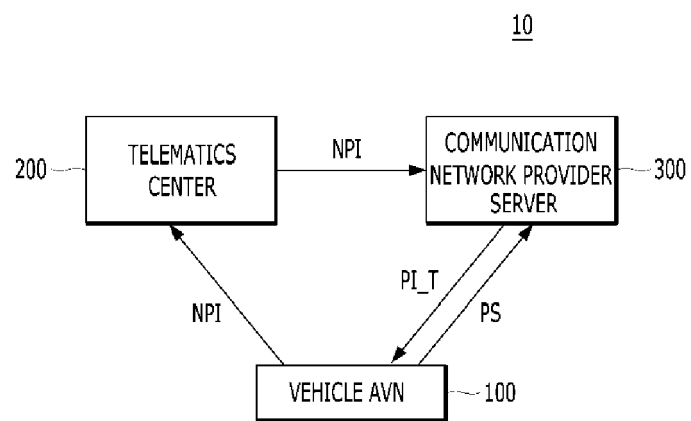 10
TELEMATICS
CENTER
200
NPI
COMMUNICATION
NETWORK PROVIDER
SERVER
300
NPI
PI_T
PS
VEHICLE AVN
100